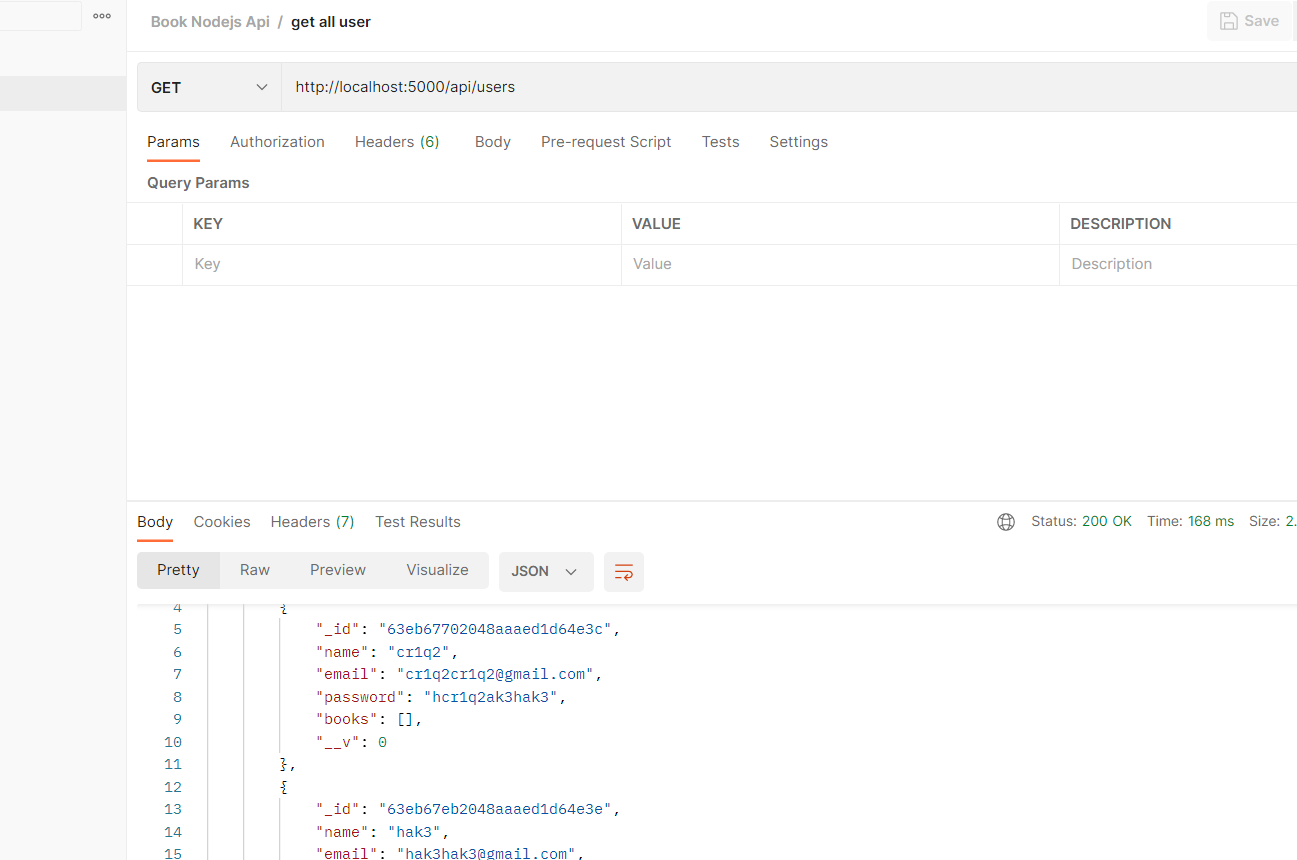 Book Nodejs Api / get all user
Save
GET http://localhost:5000/api/users
Params Authorization Headers (6) Body Pre-request Script Tests Settings
Query Params
KEY VALUE DESCRIPTION
Key Value Description
Body Cookies Headers (7) Test Results Status: 200 OK Time: 168 ms Size: 2.
Pretty Raw Preview Visualize JSON
4 {
5 "_id": "63eb67702048aaaed1d64e3c",
6 "name": "cr1q2",
7 "email": "cr1q2cr1q2@gmail.com",
8 "password": "hcr1q2ak3hak3",
9 "books": [],
10 "__v": 0
11 },
12 {
13 "_id": "63eb67eb2048aaaed1d64e3e",
14 "name": "hak3",
15 "email": "hak3hak3@gmail.com",